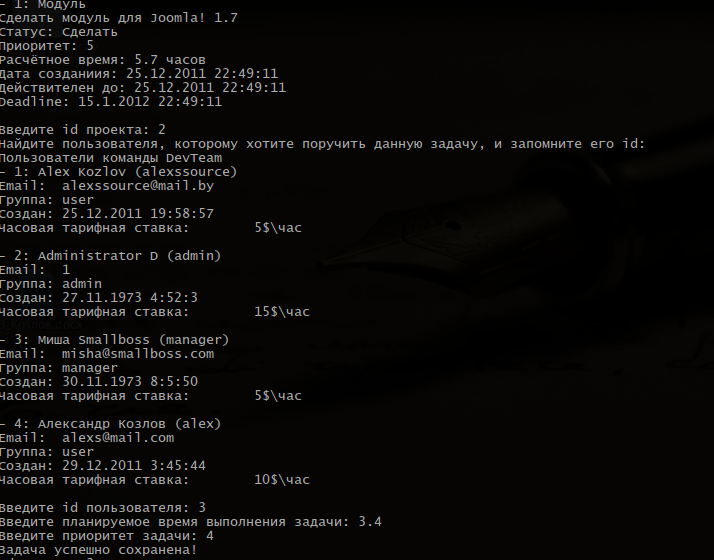 - 1: Модуль
Сделать модуль для Joomla! 1.7
Статус: Сделать
Приоритет: 5
Расчётное время: 5.7 часов
Дата созданиия: 25.12.2011 22:49:11
Действителен до: 25.12.2011 22:49:11
Deadline: 15.1.2012 22:49:11
Введите id проекта: 2
Найдите пользователя, которому хотите поручить данную задачу, и запомните его id:
Пользователи команды DevTeam
- 1: Alex Kozlov (alexssource)
Email:  alexssource@mail.by
Группа: user
Создан: 25.12.2011 19:58:57
Часовая тарифная ставка:        5$\час
- 2: Administrator D (admin)
Email:  1
Группа: admin
Создан: 27.11.1973 4:52:3
Часовая тарифная ставка:        15$\час
- 3: Миша Smallboss (manager)
Email:  misha@smallboss.com
Группа: manager
Создан: 30.11.1973 8:5:50
Часовая тарифная ставка:        5$\час
- 4: Александр Козлов (alex)
Email:  alexs@mail.com
Группа: user
Создан: 29.12.2011 3:45:44
Часовая тарифная ставка:        10$\час
Введите id пользователя: 3
Введите планируемое время выполнения задачи: 3.4
Введите приоритет задачи: 4
Задача успешно сохранена!